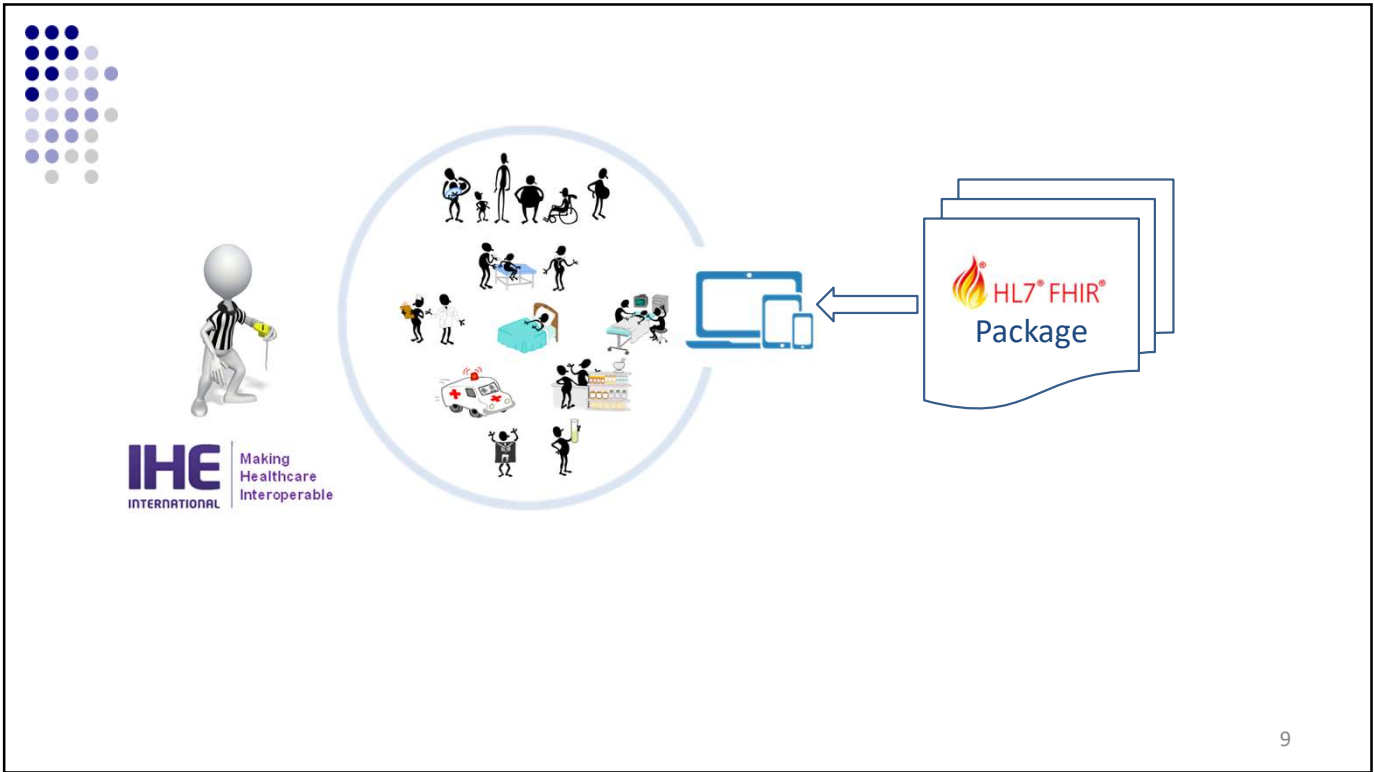 HL7® FHIR®
Package
IHE
INTERNATIONAL
Making
Healthcare
Interoperable
9